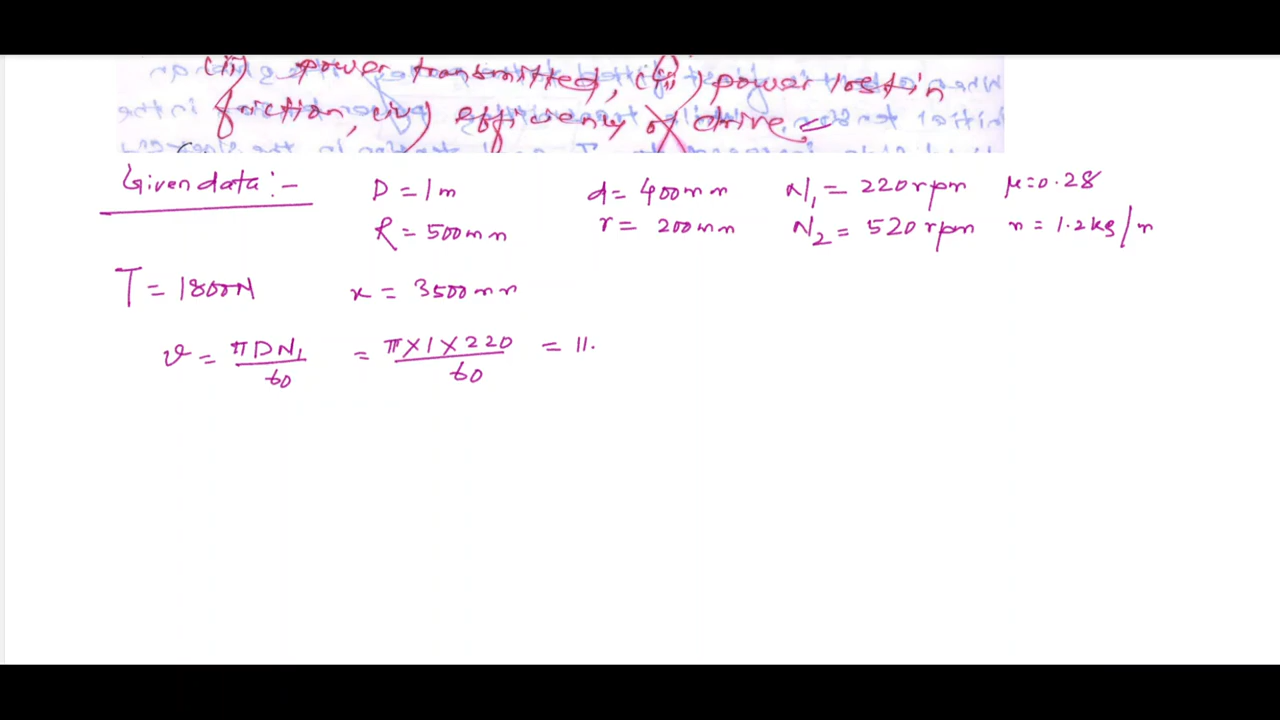 (ii) power transmitted, (iii) power lost in
friction, (iv) efficiency of drive.
Given data :- D = 1m d = 400mm N₁ = 220rpm μ = 0.28
R = 500mm r = 200mm N₂ = 520rpm m = 1.2kg/m
T = 1800N x = 3500mm
v = πDN₁/60 = π×1×220/60 = 11.